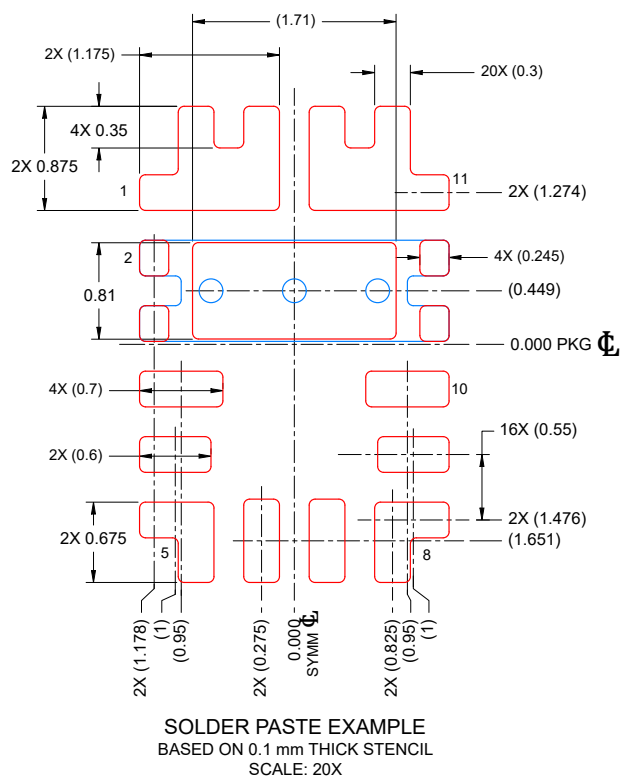 (1.71)
2X (1.175)
20X (0.3)
4X 0.35
2X 0.875
1
11
2X (1.274)
2
4X (0.245)
0.81
(0.449)
0.000 PKG ℄
4X (0.7)
10
16X (0.55)
2X (0.6)
2X (1.476)
2X 0.675
(1.651)
5
8
2X (1.178)
(1)
(0.95)
2X (0.275)
0.000
SYMM ℄
2X (0.825)
(0.95)
(1)
SOLDER PASTE EXAMPLE
BASED ON 0.1 mm THICK STENCIL
SCALE: 20X